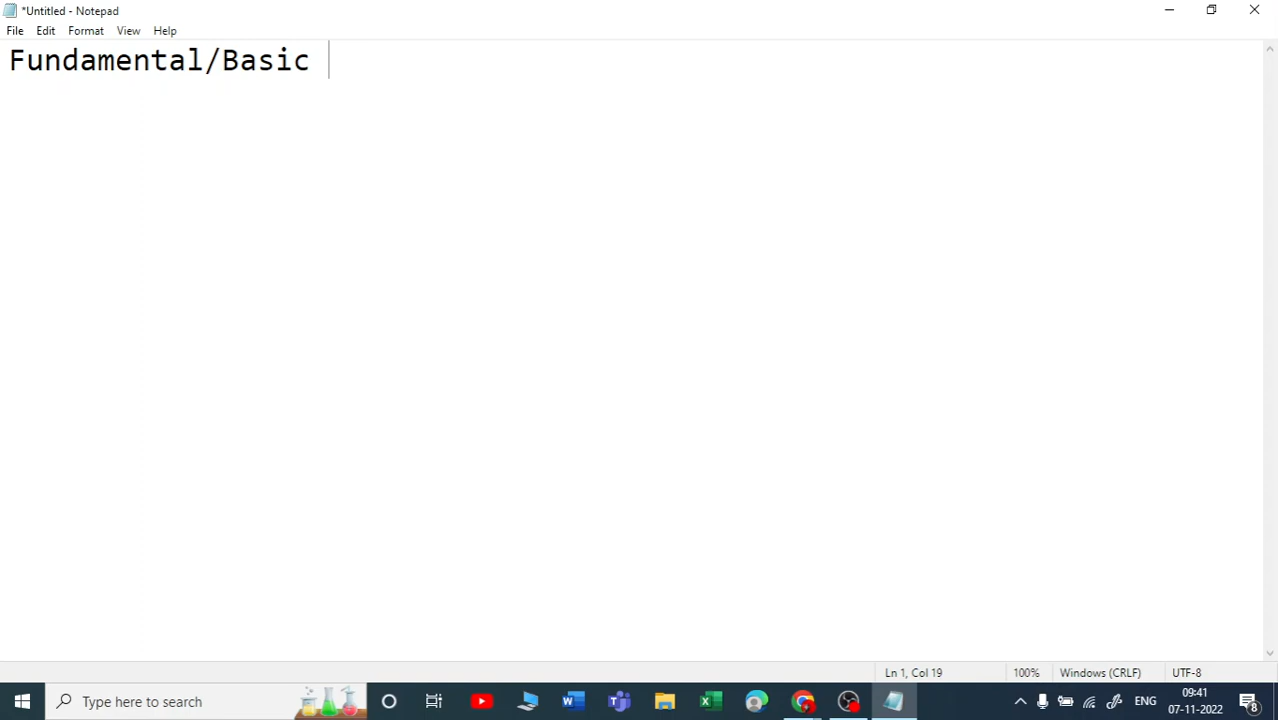 *Untitled - Notepad
File Edit Format View Help
Fundamental/Basic
Ln 1, Col 19 100% Windows (CRLF) UTF-8
Type here to search
ENG
09:41
07-11-2022
8